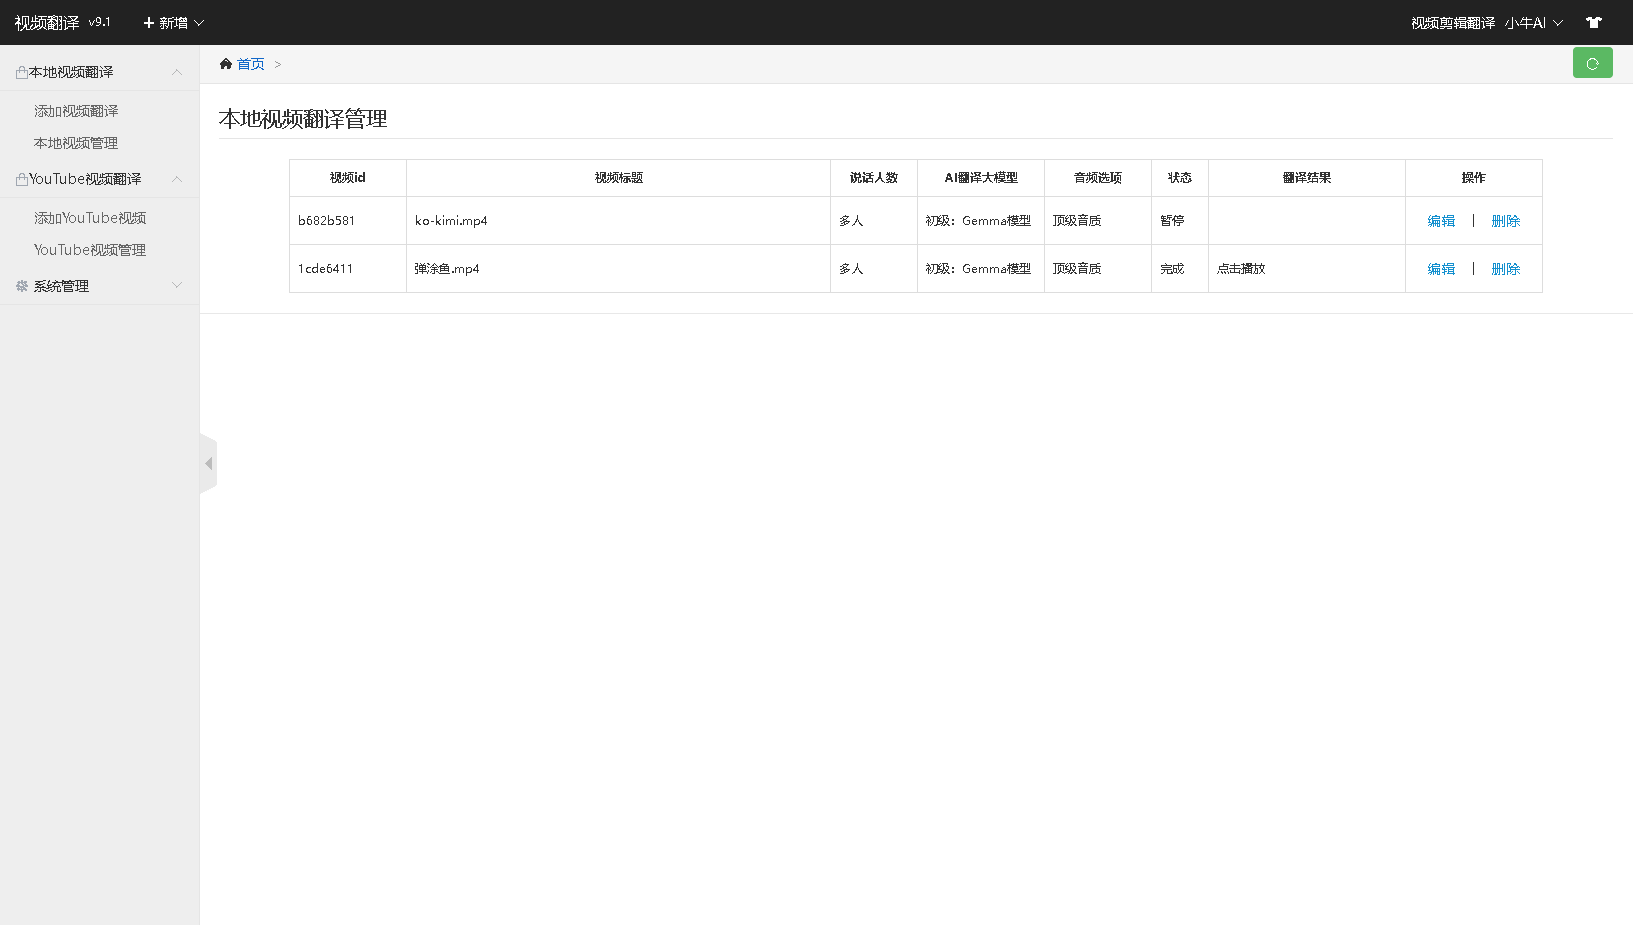 视频翻译 v9.1 + 新增 视频剪辑翻译 小牛AI
首页 >
本地视频翻译
添加视频翻译
本地视频管理
YouTube视频翻译
添加YouTube视频
YouTube视频管理
系统管理
本地视频翻译管理
视频id 视频标题 说话人数 AI翻译大模型 音频选项 状态 翻译结果 操作
b682b581 ko-kimi.mp4 多人 初级：Gemma模型 顶级音质 暂停 编辑 | 删除
1cde6411 弹涂鱼.mp4 多人 初级：Gemma模型 顶级音质 完成 点击播放 编辑 | 删除